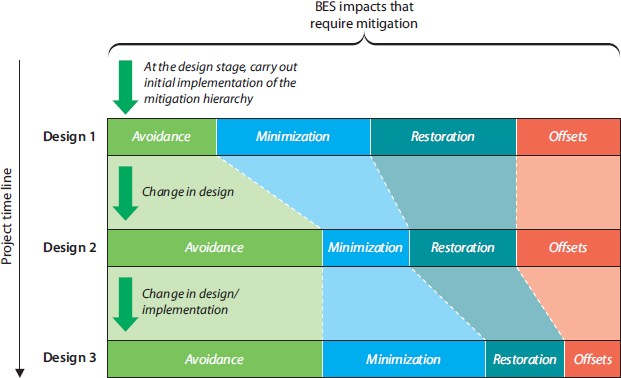 BES impacts that
require mitigation
At the design stage, carry out
initial implementation of the
mitigation hierarchy
Design 1
Avoidance
Minimization
Restoration
Offsets
Change in design
Project time line
Design 2
Avoidance
Minimization
Restoration
Offsets
Change in design/
implementation
Design 3
Avoidance
Minimization
Restoration
Offsets